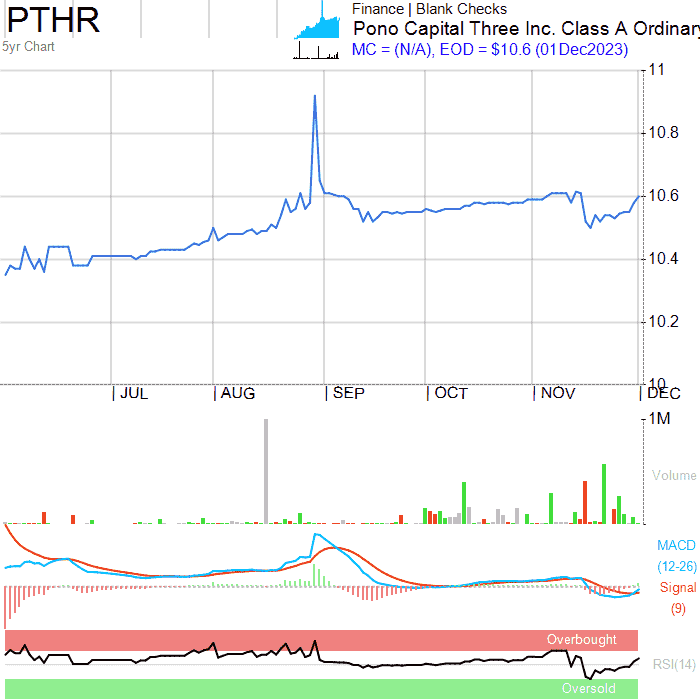 PTHR
Finance | Blank Checks
Pono Capital Three Inc. Class A Ordinary
5yr Chart
MC = (N/A), EOD = $10.6 (01Dec2023)
11
10.8
10.6
10.4
10.2
10
| JUL | AUG | SEP | OCT | NOV | DEC
1M
Volume
MACD
(12-26)
Signal
(9)
Overbought
RSI(14)
Oversold